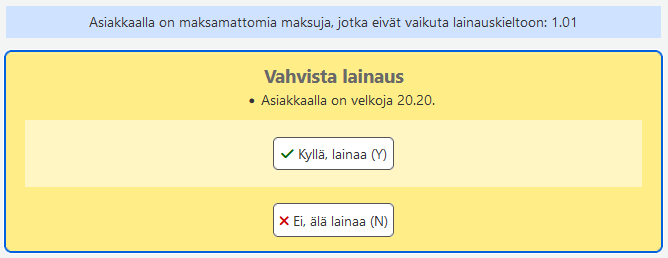 Asiakkaalla on maksamattomia maksuja, jotka eivät vaikuta lainauskieltoon: 1.01
Vahvista lainaus
• Asiakkaalla on velkoja 20.20.
Kyllä, lainaa (Y)
Ei, älä lainaa (N)